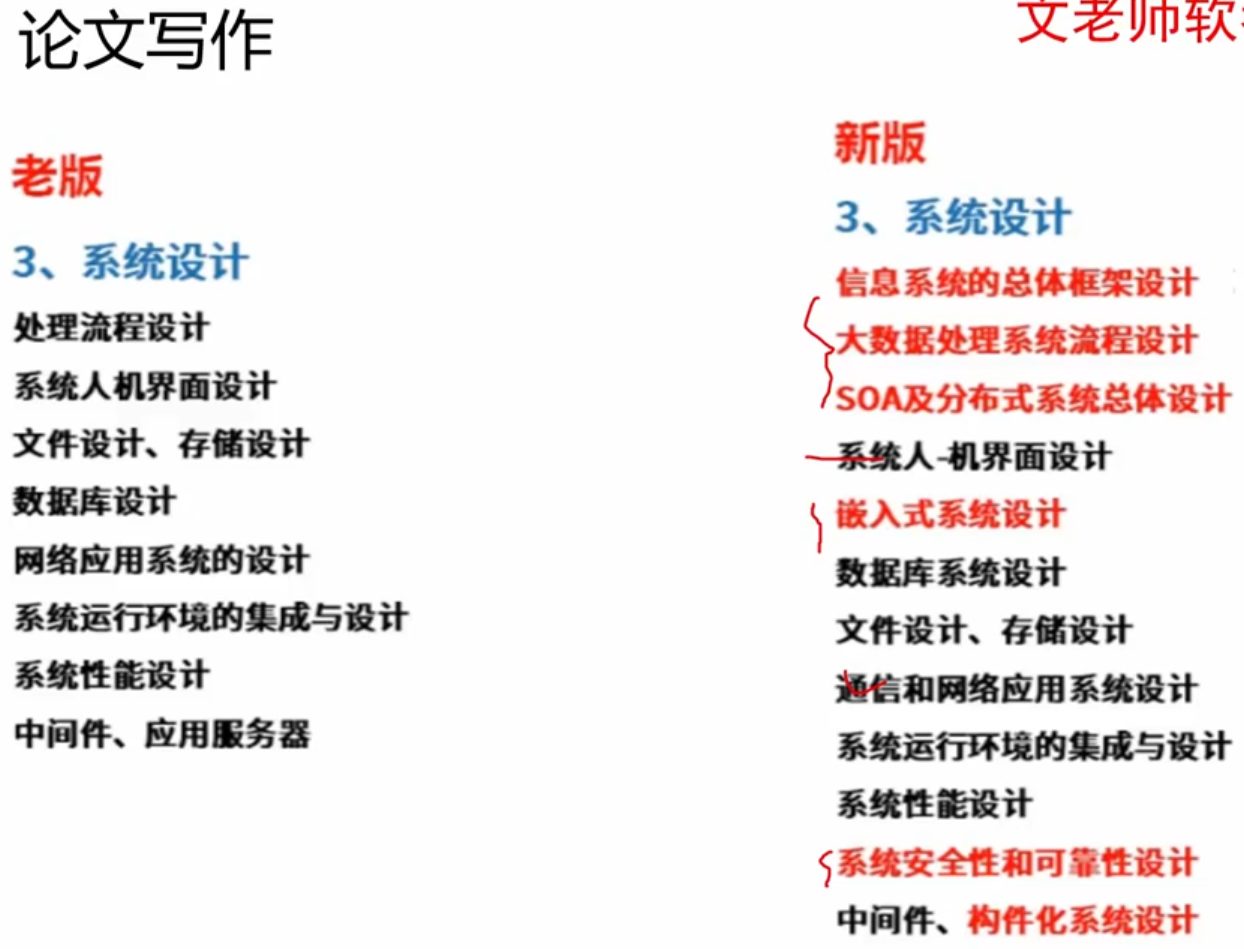 论文写作
文老师软
老版
3、系统设计
处理流程设计
系统人机界面设计
文件设计、存储设计
数据库设计
网络应用系统的设计
系统运行环境的集成与设计
系统性能设计
中间件、应用服务器
新版
3、系统设计
信息系统的总体框架设计
大数据处理系统流程设计
SOA及分布式系统总体设计
系统人-机界面设计
嵌入式系统设计
数据库系统设计
文件设计、存储设计
通信和网络应用系统设计
系统运行环境的集成与设计
系统性能设计
系统安全性和可靠性设计
中间件、构件化系统设计